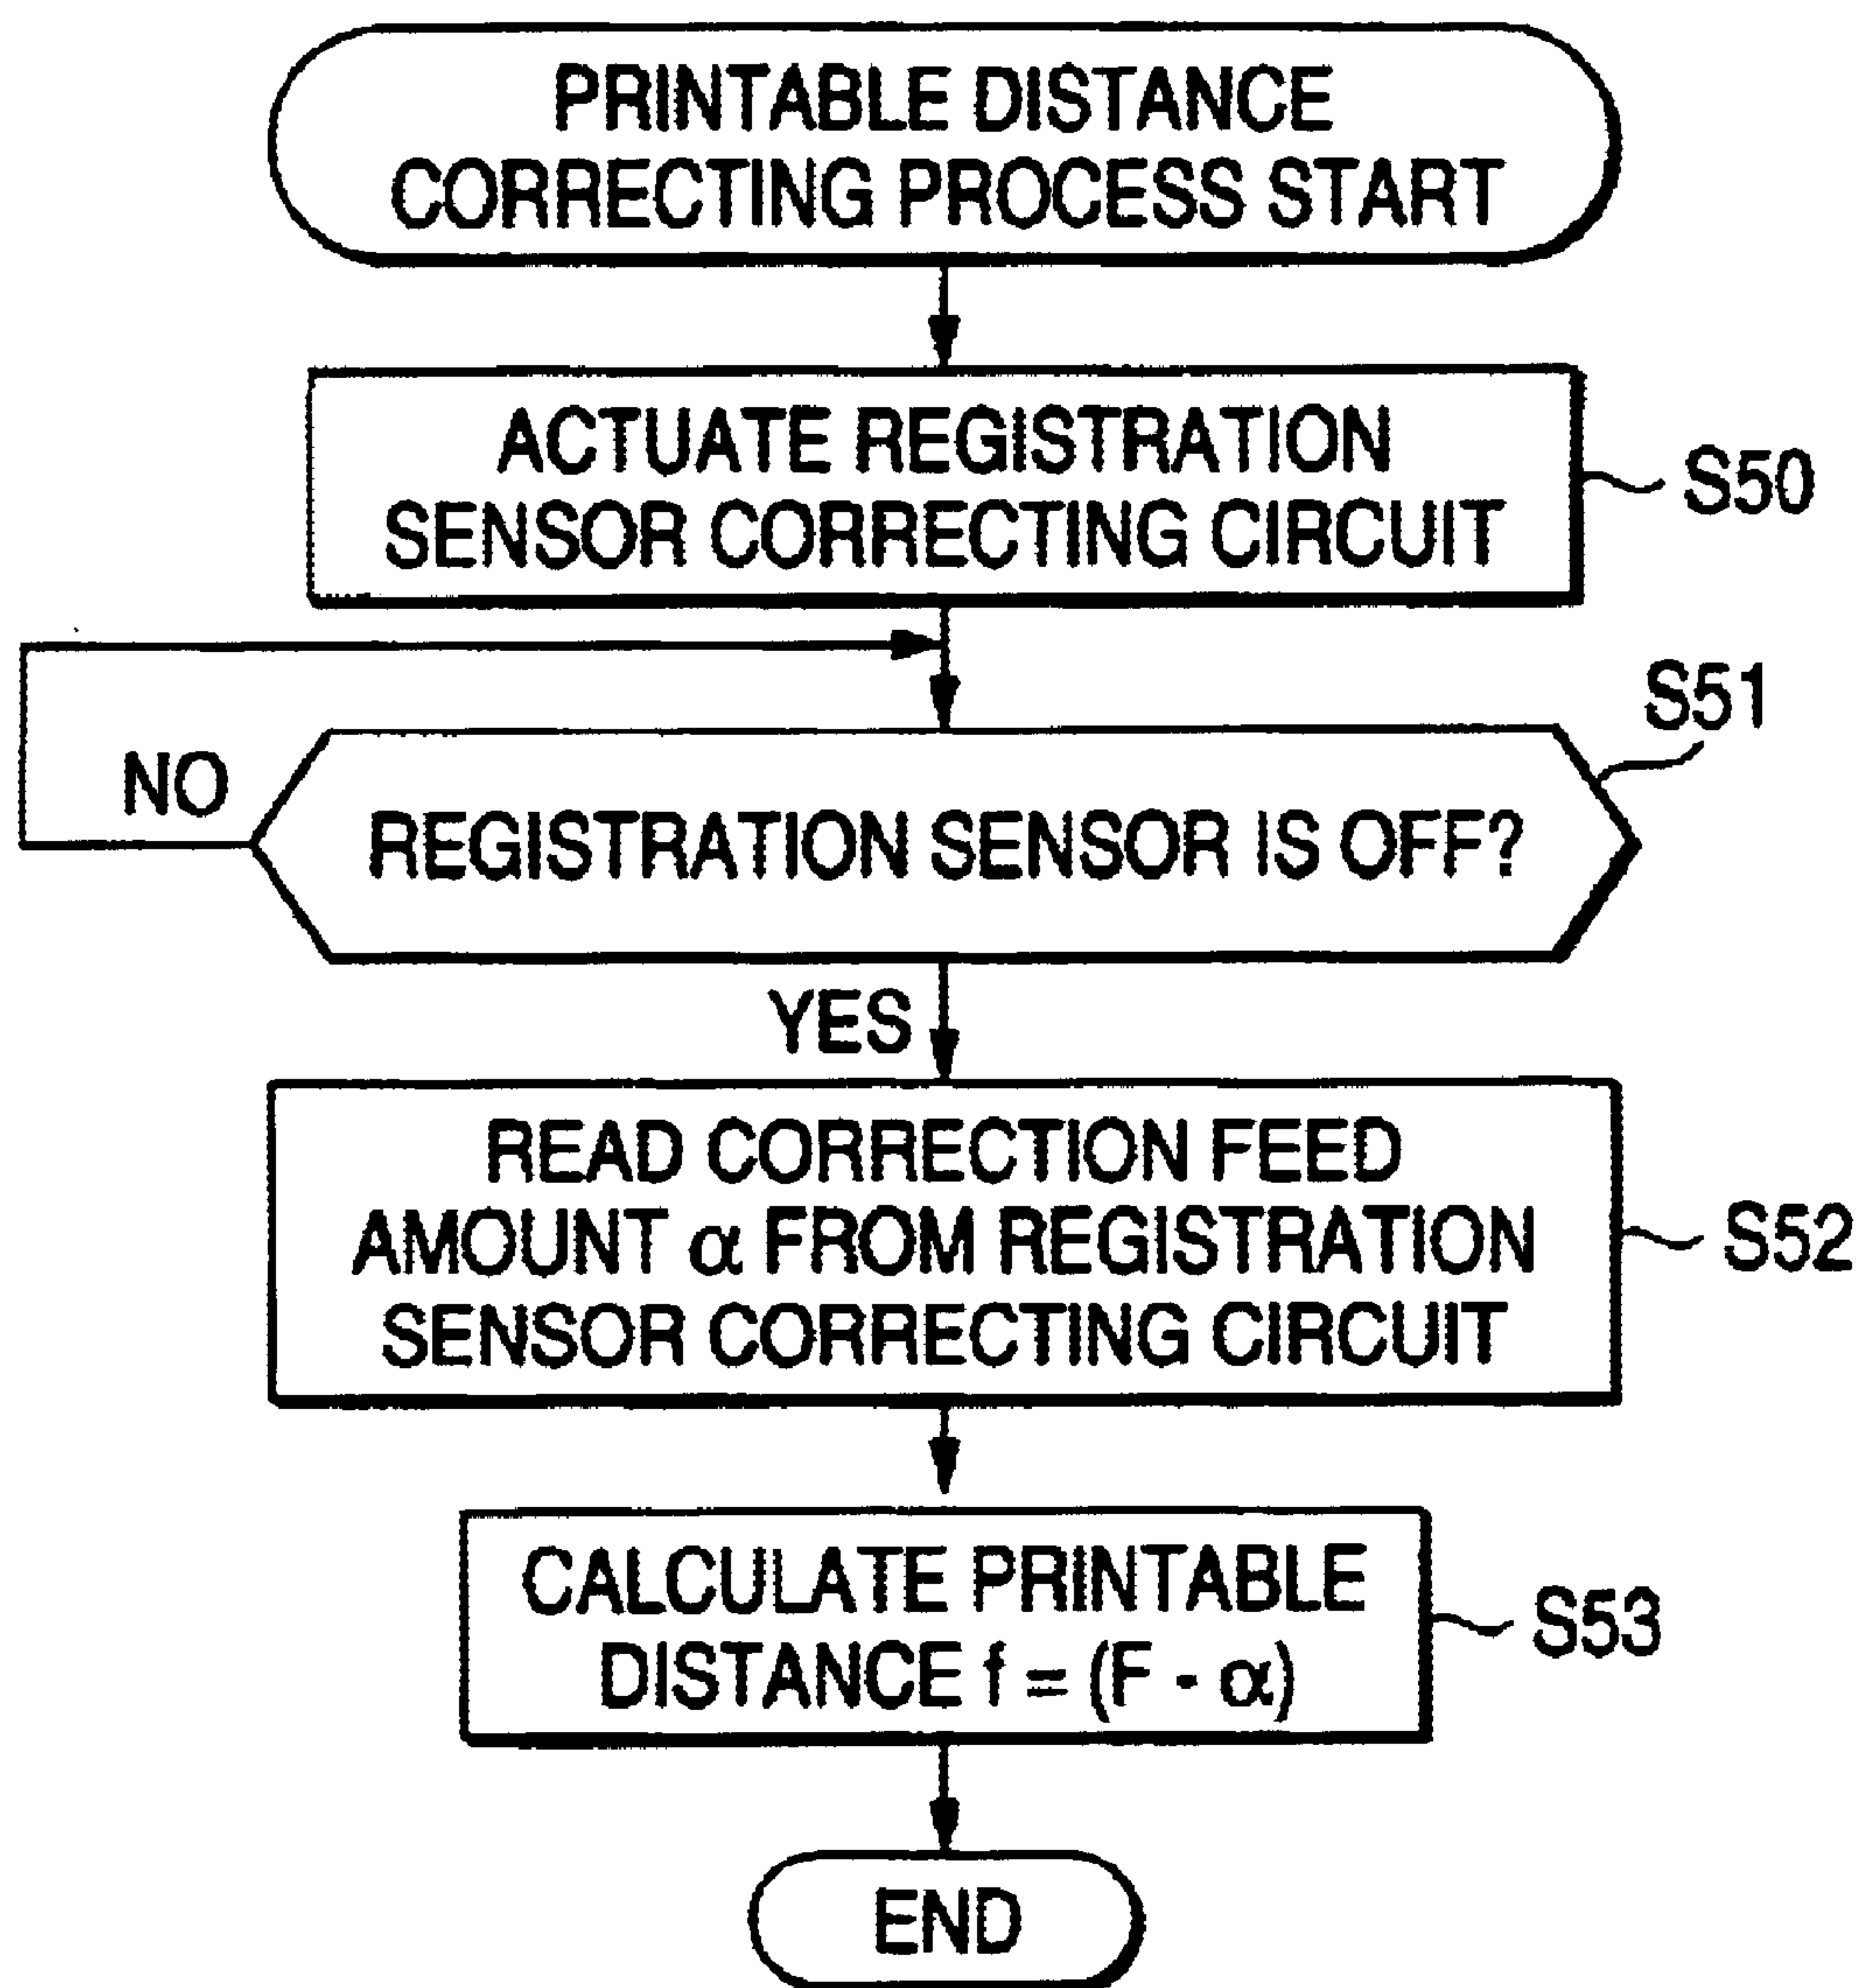 PRINTABLE DISTANCE
CORRECTING PROCESS START
ACTUATE REGISTRATION
SENSOR CORRECTING CIRCUIT
S50
S51
NO
REGISTRATION SENSOR IS OFF?
YES
READ CORRECTION FEED
AMOUNT α FROM REGISTRATION
SENSOR CORRECTING CIRCUIT
S52
CALCULATE PRINTABLE
DISTANCE f = (F - α)
S53
END